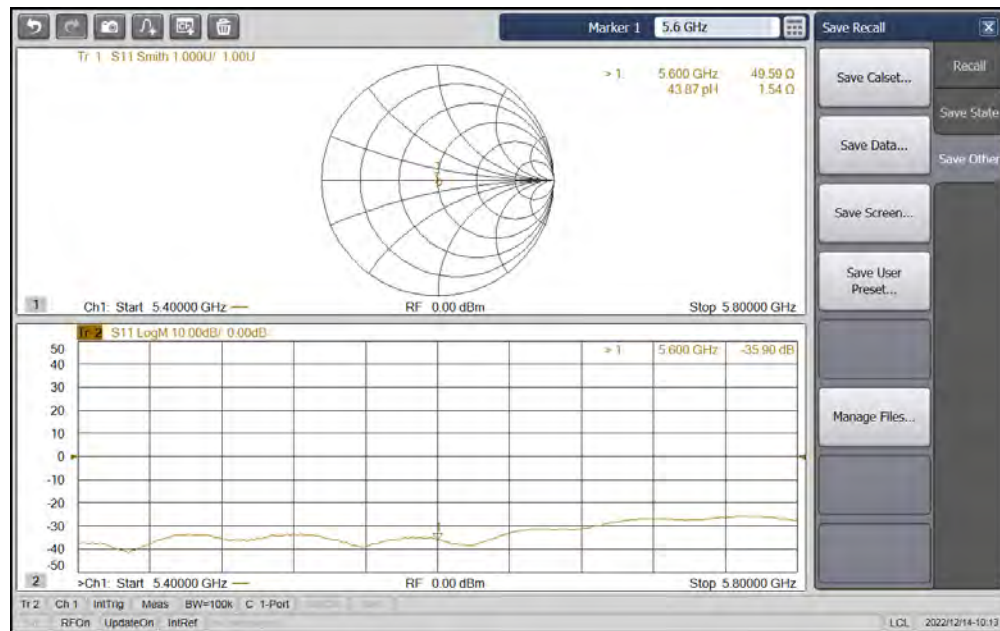 Marker 1 5.6 GHz
Save Recall X
Tr 1 S11 Smith 1.000U/ 1.00U
> 1 5.600 GHz 49.59 Ω
43.87 pH 1.54 Ω
1
1 Ch1: Start 5.40000 GHz RF 0.00 dBm Stop 5.80000 GHz
Tr 2 S11 LogM 10.00dB/ 0.00dB
> 1 5.600 GHz -35.90 dB
50
40
30
20
10
0
-10
-20
-30
-40
-50
1
2 >Ch1: Start 5.40000 GHz RF 0.00 dBm Stop 5.80000 GHz
Save Calset...
Save Data...
Save Screen...
Save User
Preset...
Manage Files...
Recall
Save State
Save Other
Tr 2 Ch 1 IntTrig Meas BW=100k C 1-Port
RFOn UpdateOn IntRef LCL 2022/12/14-10:13